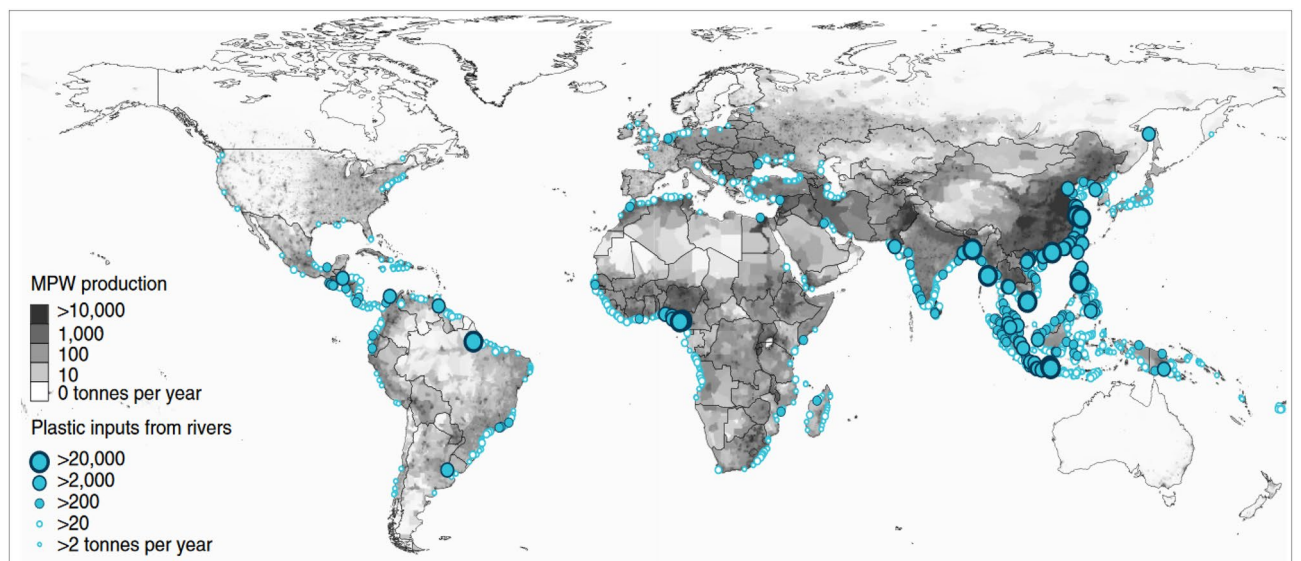 MPW production
>10,000
1,000
100
10
0 tonnes per year
Plastic inputs from rivers
>20,000
>2,000
>200
>20
>2 tonnes per year